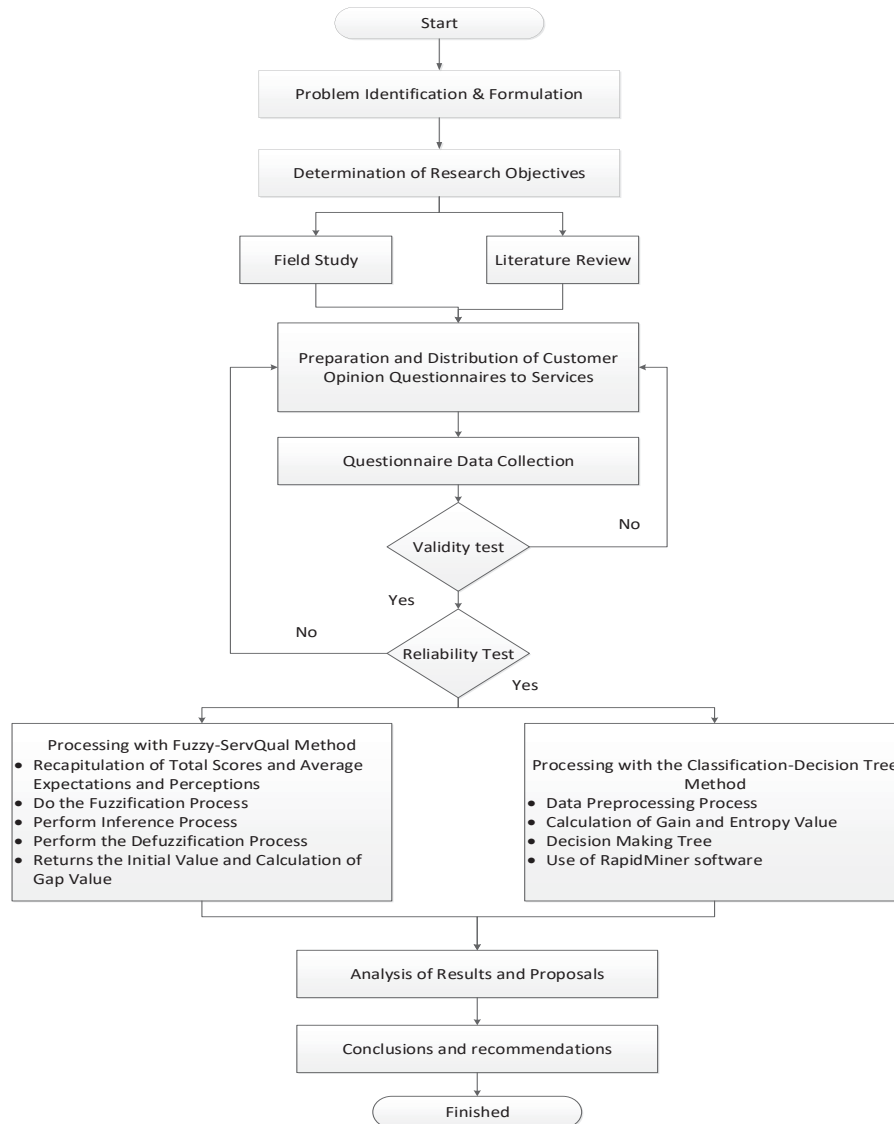 Start
Problem Identification & Formulation
Determination of Research Objectives
Field Study
Literature Review
Preparation and Distribution of Customer
Opinion Questionnaires to Services
Questionnaire Data Collection
No
Validity test
Yes
No
Reliability Test
Yes
Processing with Fuzzy-ServQual Method
• Recapitulation of Total Scores and Average
Expectations and Perceptions
• Do the Fuzzification Process
• Perform Inference Process
• Perform the Defuzzification Process
• Returns the Initial Value and Calculation of
Gap Value
Processing with the Classification-Decision Tree
Method
• Data Preprocessing Process
• Calculation of Gain and Entropy Value
• Decision Making Tree
• Use of RapidMiner software
Analysis of Results and Proposals
Conclusions and recommendations
Finished